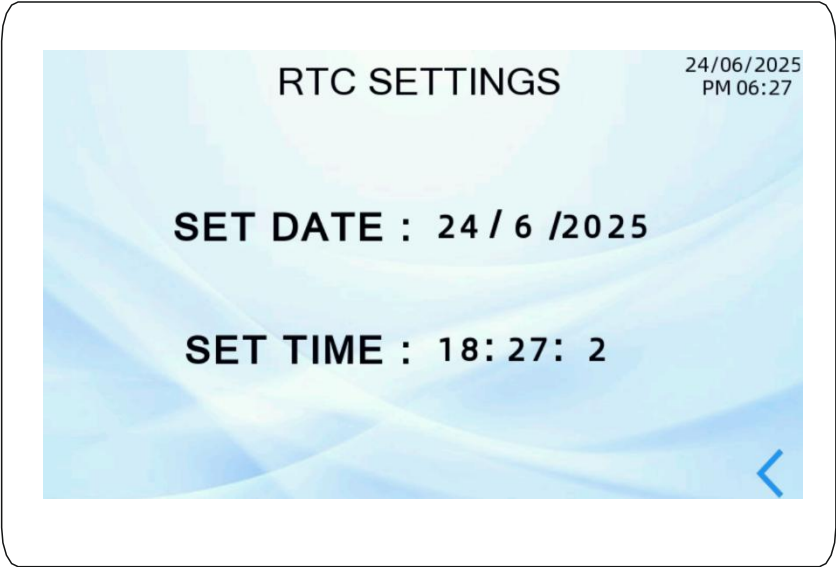 RTC SETTINGS
24/06/2025
PM 06:27
SET DATE : 24 / 6 /2025
SET TIME : 18: 27: 2